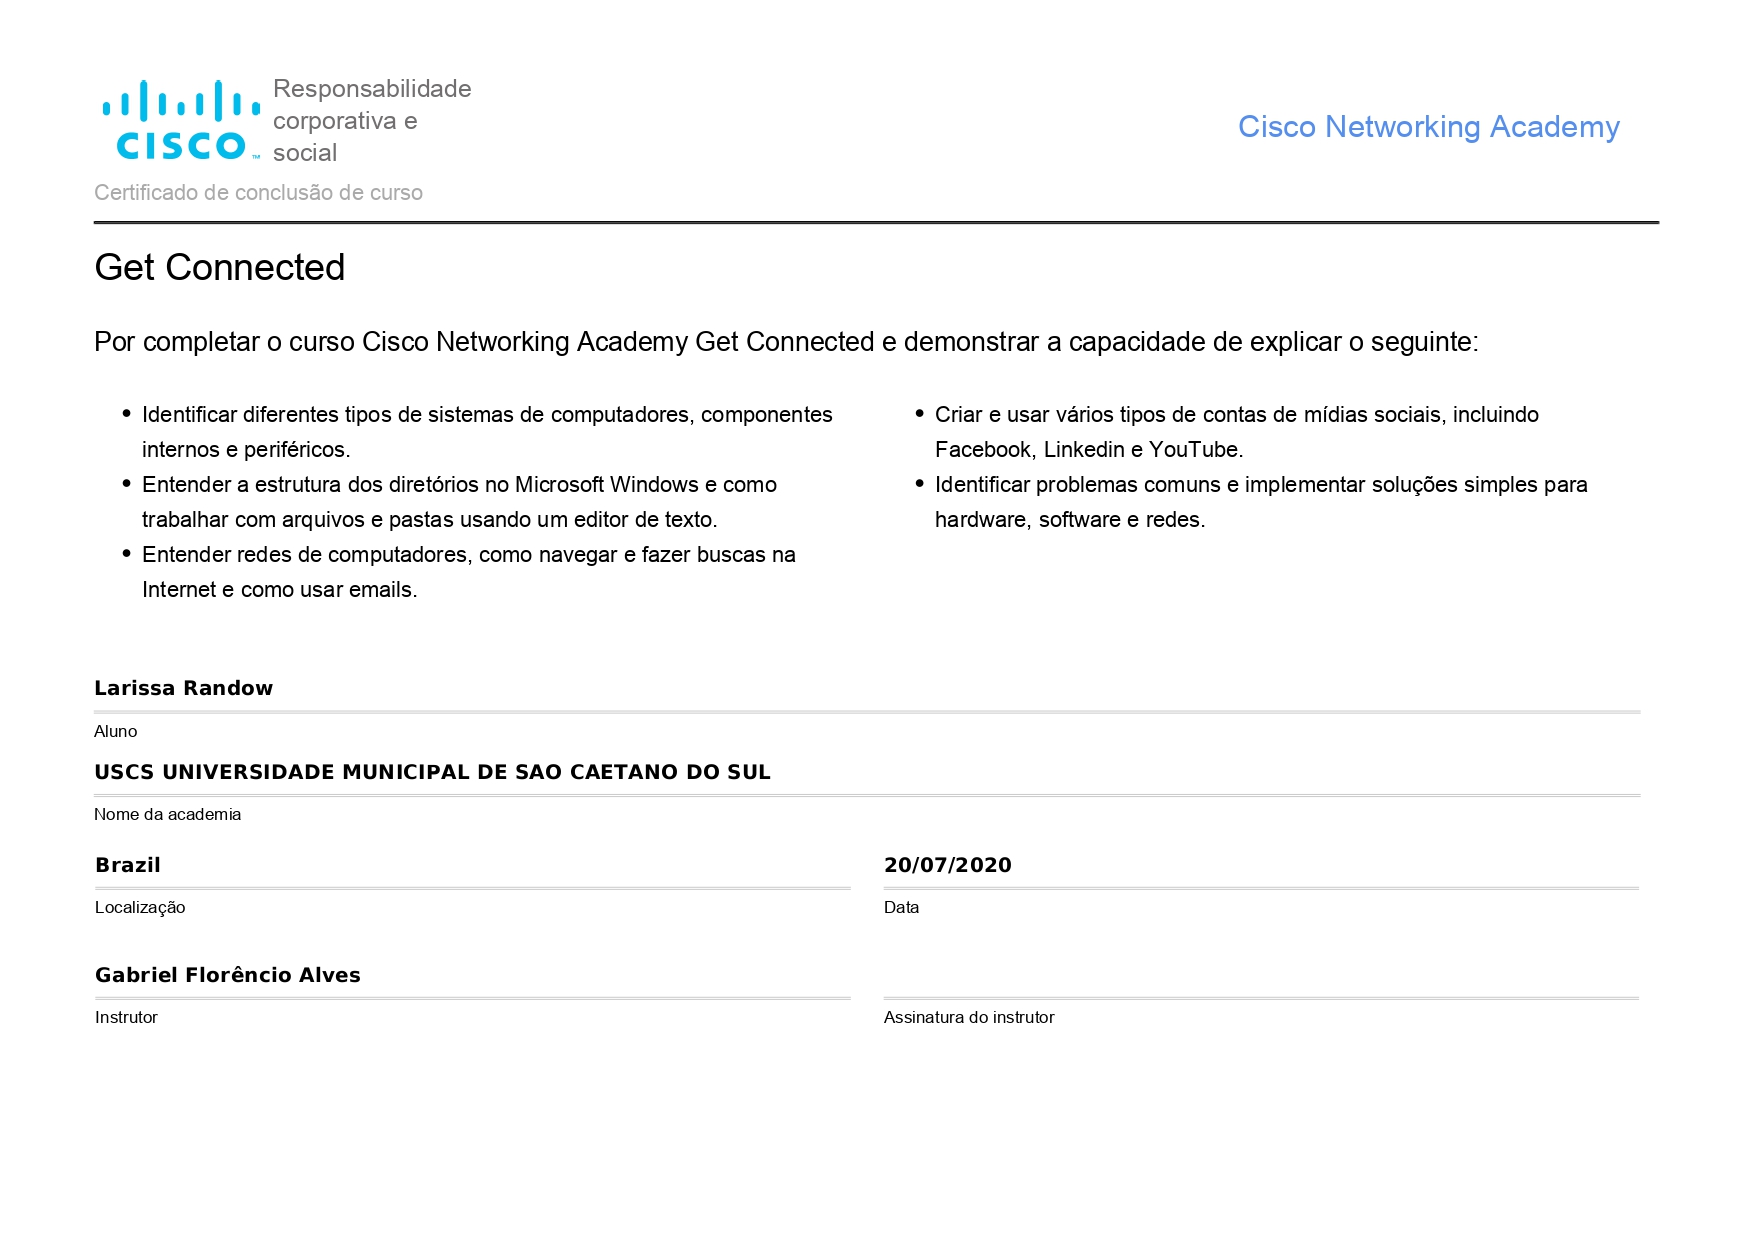 CISCO
Responsabilidade
corporativa e
social
Cisco Networking Academy
Certificado de conclusão de curso
Get Connected
Por completar o curso Cisco Networking Academy Get Connected e demonstrar a capacidade de explicar o seguinte:
• Identificar diferentes tipos de sistemas de computadores, componentes
internos e periféricos.
• Entender a estrutura dos diretórios no Microsoft Windows e como
trabalhar com arquivos e pastas usando um editor de texto.
• Entender redes de computadores, como navegar e fazer buscas na
Internet e como usar emails.
• Criar e usar vários tipos de contas de mídias sociais, incluindo
Facebook, Linkedin e YouTube.
• Identificar problemas comuns e implementar soluções simples para
hardware, software e redes.
Larissa Randow
Aluno
USCS UNIVERSIDADE MUNICIPAL DE SAO CAETANO DO SUL
Nome da academia
Brazil
Localização
20/07/2020
Data
Gabriel Florêncio Alves
Instrutor
Assinatura do instrutor